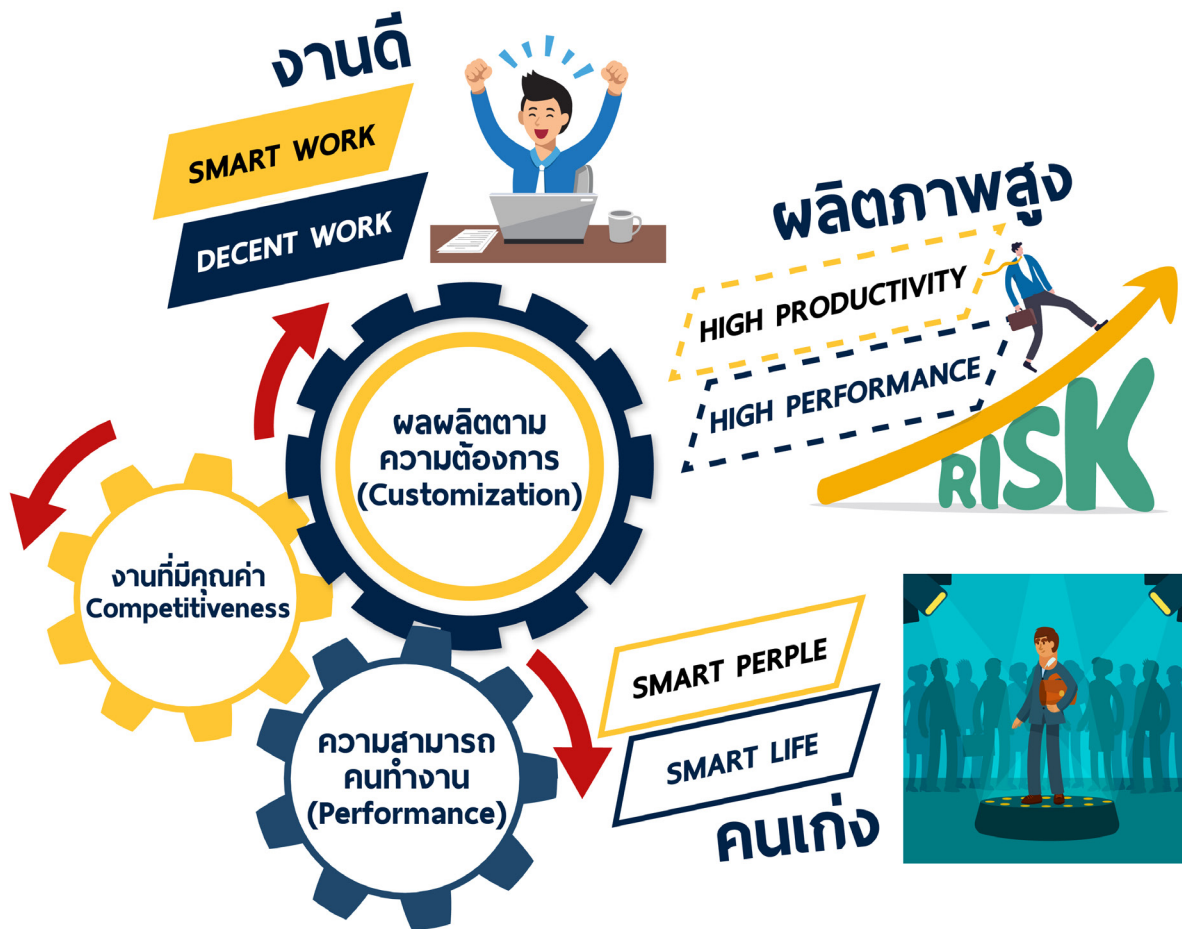 งานดี
SMART WORK
DECENT WORK
ผลิตภาพสูง
HIGH PRODUCTIVITY
HIGH PERFORMANCE
RISK
ผลผลิตตาม
ความต้องการ
(Customization)
งานที่มีคุณค่า
Competitiveness
ความสามารถ
คนทำงาน
(Performance)
SMART PERPLE
SMART LIFE
คนเก่ง